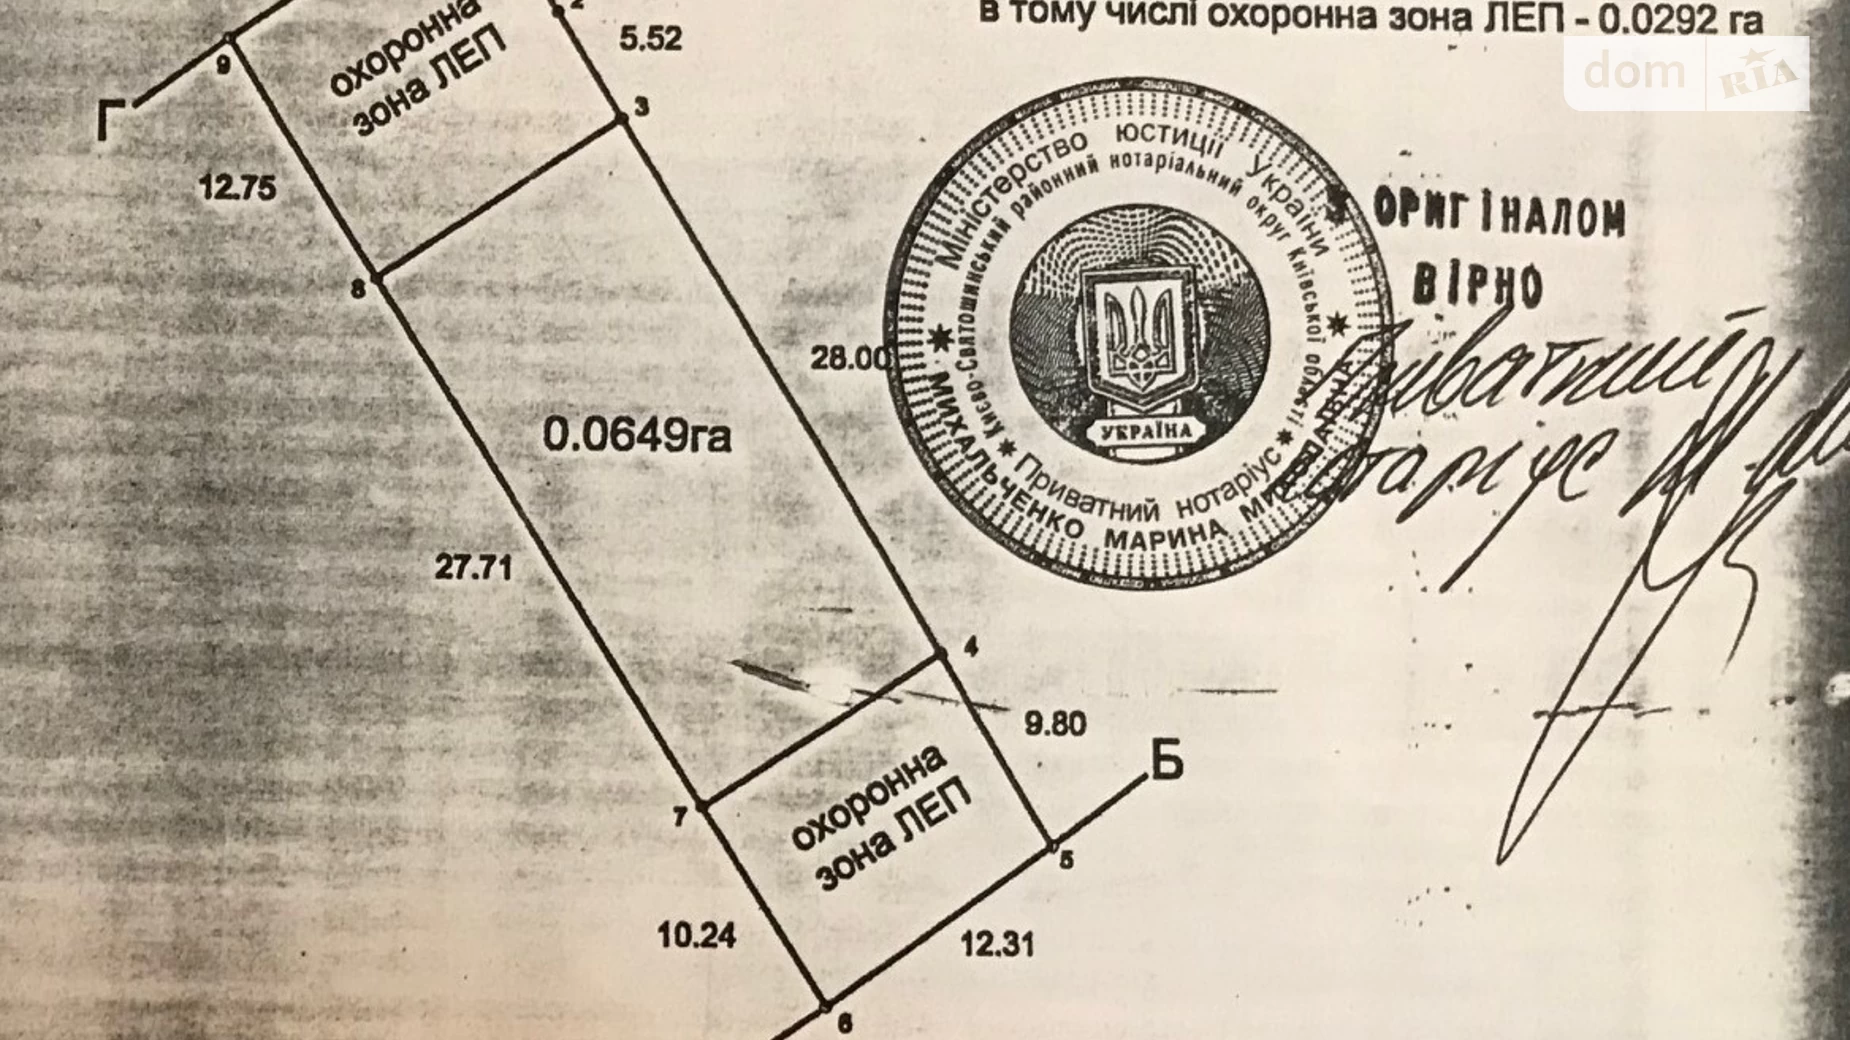 в тому числі охоронна зона ЛЕП - 0.0292 га
dom RIA
2
5.52
9
охоронна
зона ЛЕП
Г
3
12.75
8
Міністерство юстиції України
Києво-Святошинський районний нотаріальний округ Київської області
УКРАЇНА
Приватний нотаріус
МИХАЛЬЧЕНКО МАРИНА
З ОРИГІНАЛОМ
ВІРНО
Приватний
нотаріус
28.00
0.0649га
27.71
4
9.80
Б
7
охоронна
зона ЛЕП
5
10.24
12.31
6